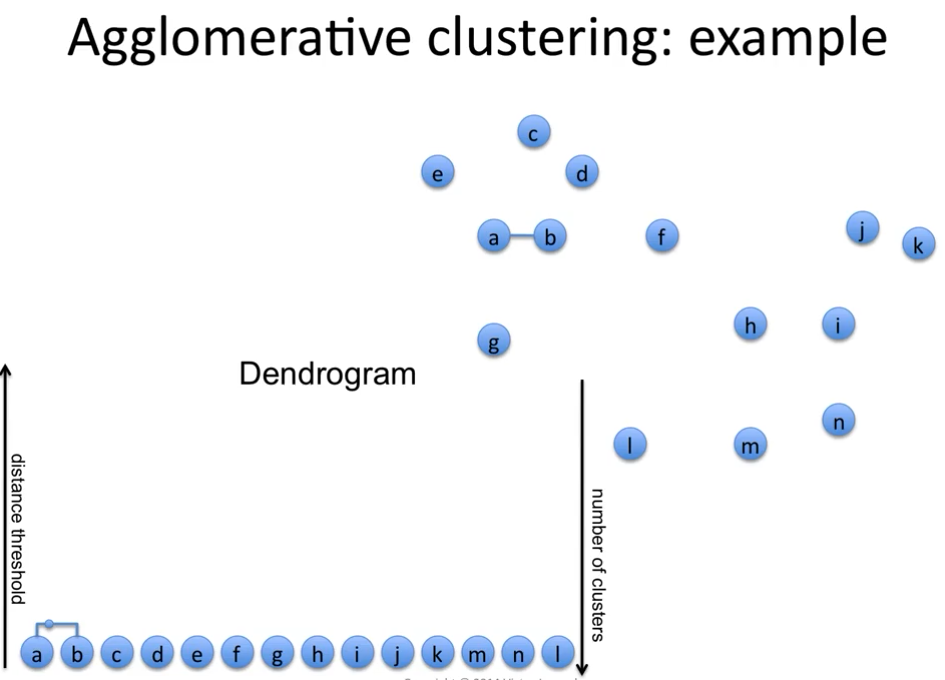 Agglomerative clustering: example
c
e
d
a
b
f
j
k
h
i
g
Dendrogram
n
l
m
distance threshold
number of clusters
a b c d e f g h i j k m n l